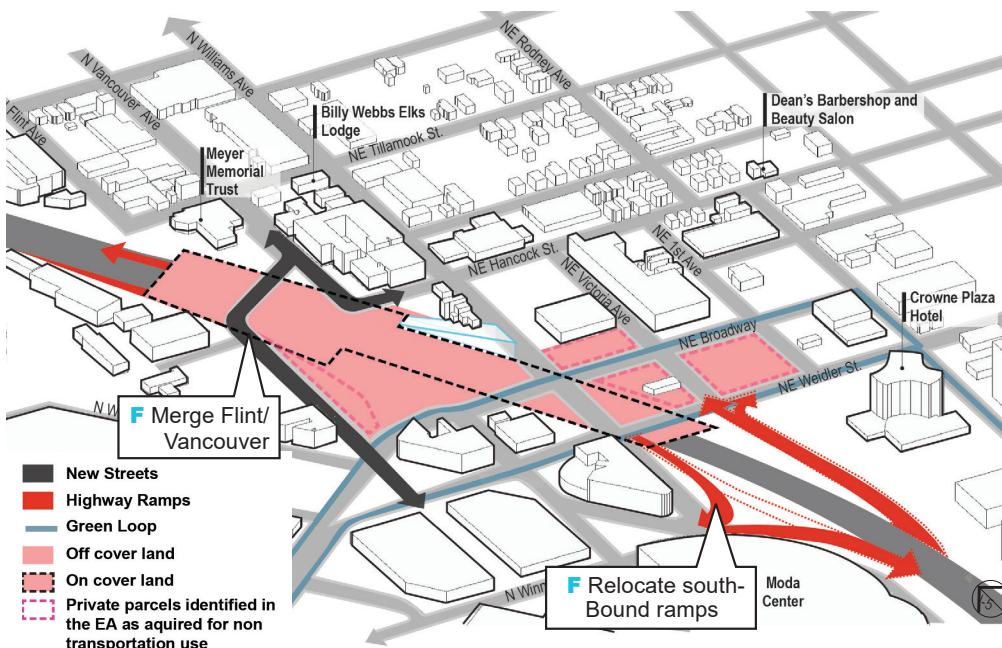 N Williams Ave
N Vancouver Ave
Flint Ave
NE Rodney Ave
Billy Webbs Elks
Lodge
Dean's Barbershop and
Beauty Salon
NE Tillamook St.
Meyer
Memorial
Trust
NE Hancock St.
NE 1st Ave
NE Victoria Ave
Crowne Plaza
Hotel
NE Broadway
NE Weidler St.
N W
F Merge Flint/
Vancouver
New Streets
Highway Ramps
Green Loop
Off cover land
On cover land
Private parcels identified in
the EA as aquired for non
transportation use
F Relocate south-
Bound ramps
Moda
Center
N Winn
I-5